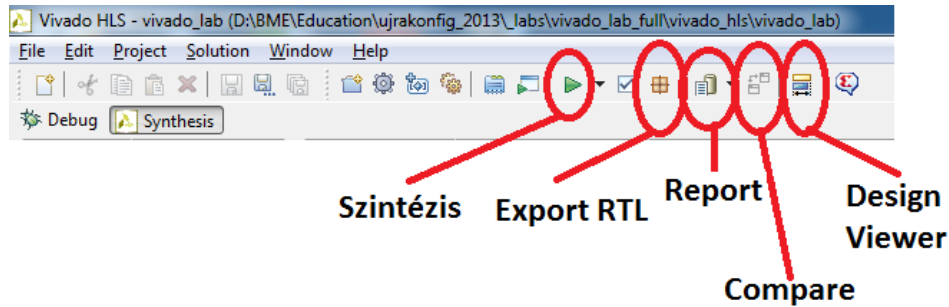 Vivado HLS - vivado_lab (D:\BME\Education\ujrakonfig_2013\_labs\vivado_lab_full\vivado_hls\vivado_lab)
File Edit Project Solution Window Help
Debug Synthesis
Szintézis Export RTL Report Design
Viewer
Compare